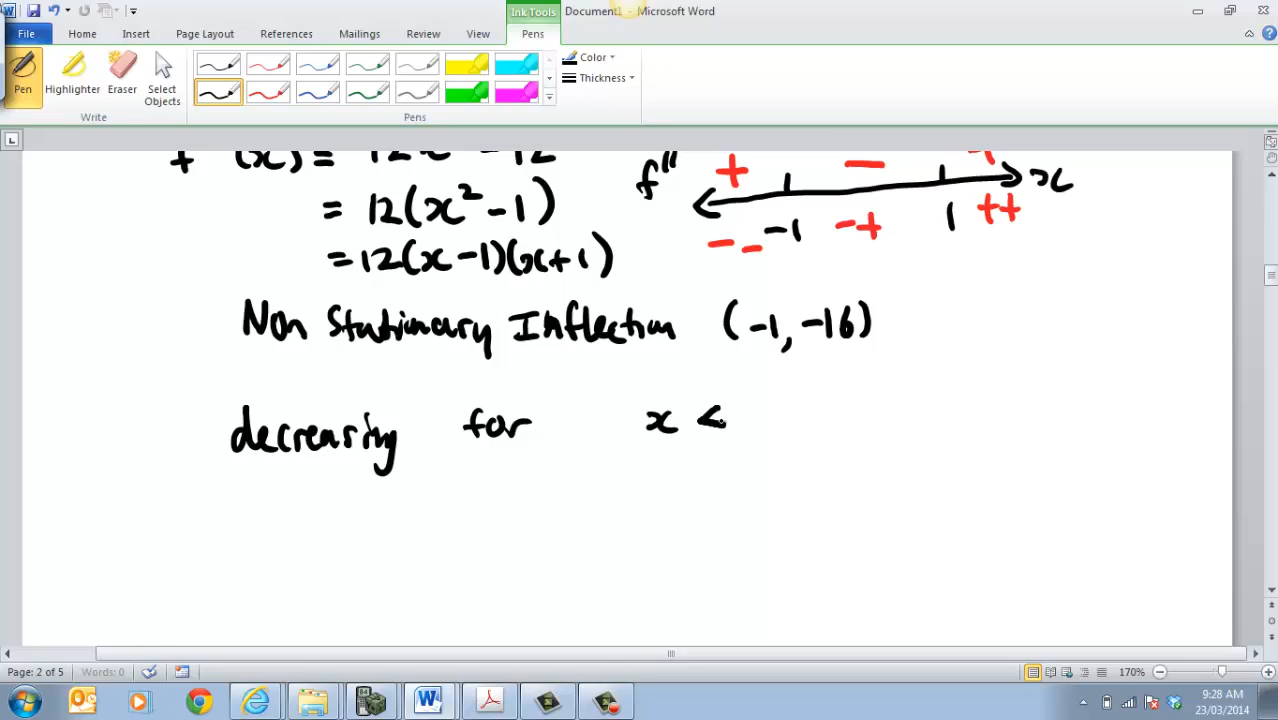 Ink Tools Document1 - Microsoft Word
File Home Insert Page Layout References Mailings Review View Pens
Pen Highlighter Eraser Select Objects
Color
Thickness
Write Pens
= 12(x² - 1)
= 12(x - 1)(x + 1)
f'' + − + x
-1 1
− − − + + +
Non Stationary Inflection (-1, -16)
decreasing for x <
Page: 2 of 5 Words: 0 170%
9:28 AM
23/03/2014